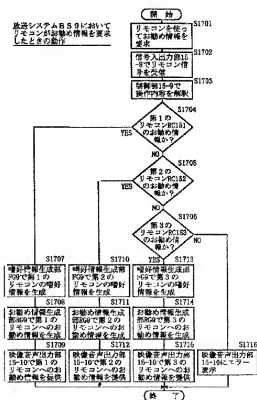 放送システムBS9において
リモコンがお勧め情報を要求
したときの動作
開 始
S1701
リモコンを使っ
てお勧め情報を
要求
S1702
信号入出力部15
-9でリモコン信
号を受信
S1703
制御部16-9で
操作内容を解釈
S1704
第1の
リモコンRC151
のお勧め情
報か?
YES
NO
S1705
第2の
リモコンRC152
のお勧め情
報か?
YES
NO
S1706
第3の
リモコンRC153
のお勧め情
報か?
NO
YES
S1707
嗜好情報生成部
FG9で第1の
リモコンの嗜好
情報を生成
S1710
嗜好情報生成部
FG9で第2の
リモコンの嗜好
情報を生成
S1713
嗜好情報生成部
FG9で第3の
リモコンの嗜好
情報を生成
S1708
お勧め情報生成
部RG9で第1の
リモコンへのお
勧め情報を生成
S1711
お勧め情報生成
部RG9で第2の
リモコンへのお
勧め情報を生成
S1714
お勧め情報生成
部RG9で第3の
リモコンへのお
勧め情報を生成
S1709
映像音声出力部
15-10で第1の
リモコンへのお
勧め情報を提供
S1712
映像音声出力部
15-10で第2の
リモコンへのお
勧め情報を提供
S1715
映像音声出力部
15-10で第3の
リモコンへのお
勧め情報を提供
S1716
映像音声出力部
15-10にエラー
表示
終 了